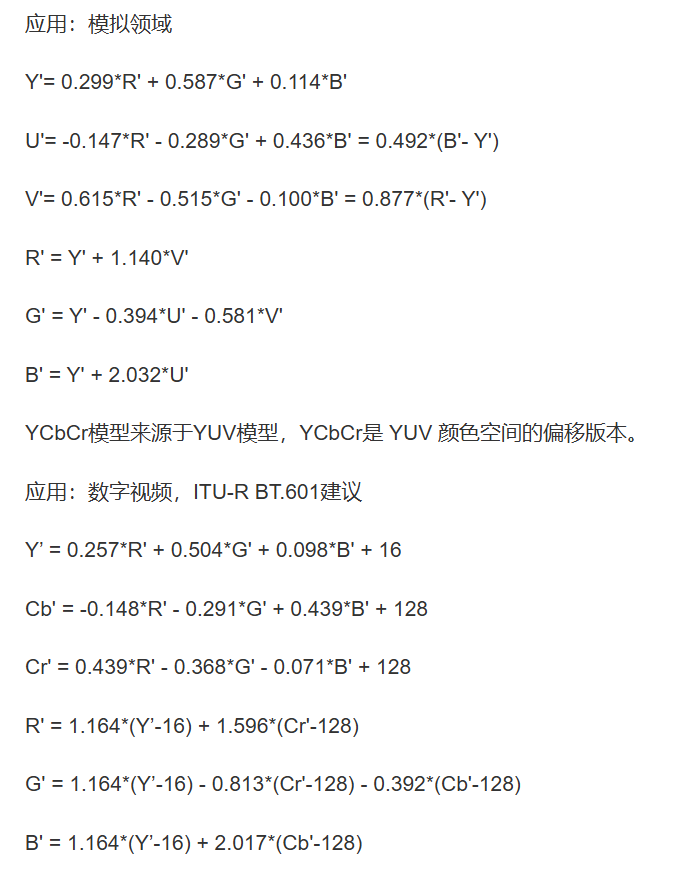 应用：模拟领域
Y'= 0.299*R' + 0.587*G' + 0.114*B'
U'= -0.147*R' - 0.289*G' + 0.436*B' = 0.492*(B'- Y')
V'= 0.615*R' - 0.515*G' - 0.100*B' = 0.877*(R'- Y')
R' = Y' + 1.140*V'
G' = Y' - 0.394*U' - 0.581*V'
B' = Y' + 2.032*U'
YCbCr模型来源于YUV模型，YCbCr是 YUV 颜色空间的偏移版本。
应用：数字视频，ITU-R BT.601建议
Y’ = 0.257*R' + 0.504*G' + 0.098*B' + 16
Cb' = -0.148*R' - 0.291*G' + 0.439*B' + 128
Cr' = 0.439*R' - 0.368*G' - 0.071*B' + 128
R' = 1.164*(Y’-16) + 1.596*(Cr'-128)
G' = 1.164*(Y’-16) - 0.813*(Cr'-128) - 0.392*(Cb'-128)
B' = 1.164*(Y’-16) + 2.017*(Cb'-128)